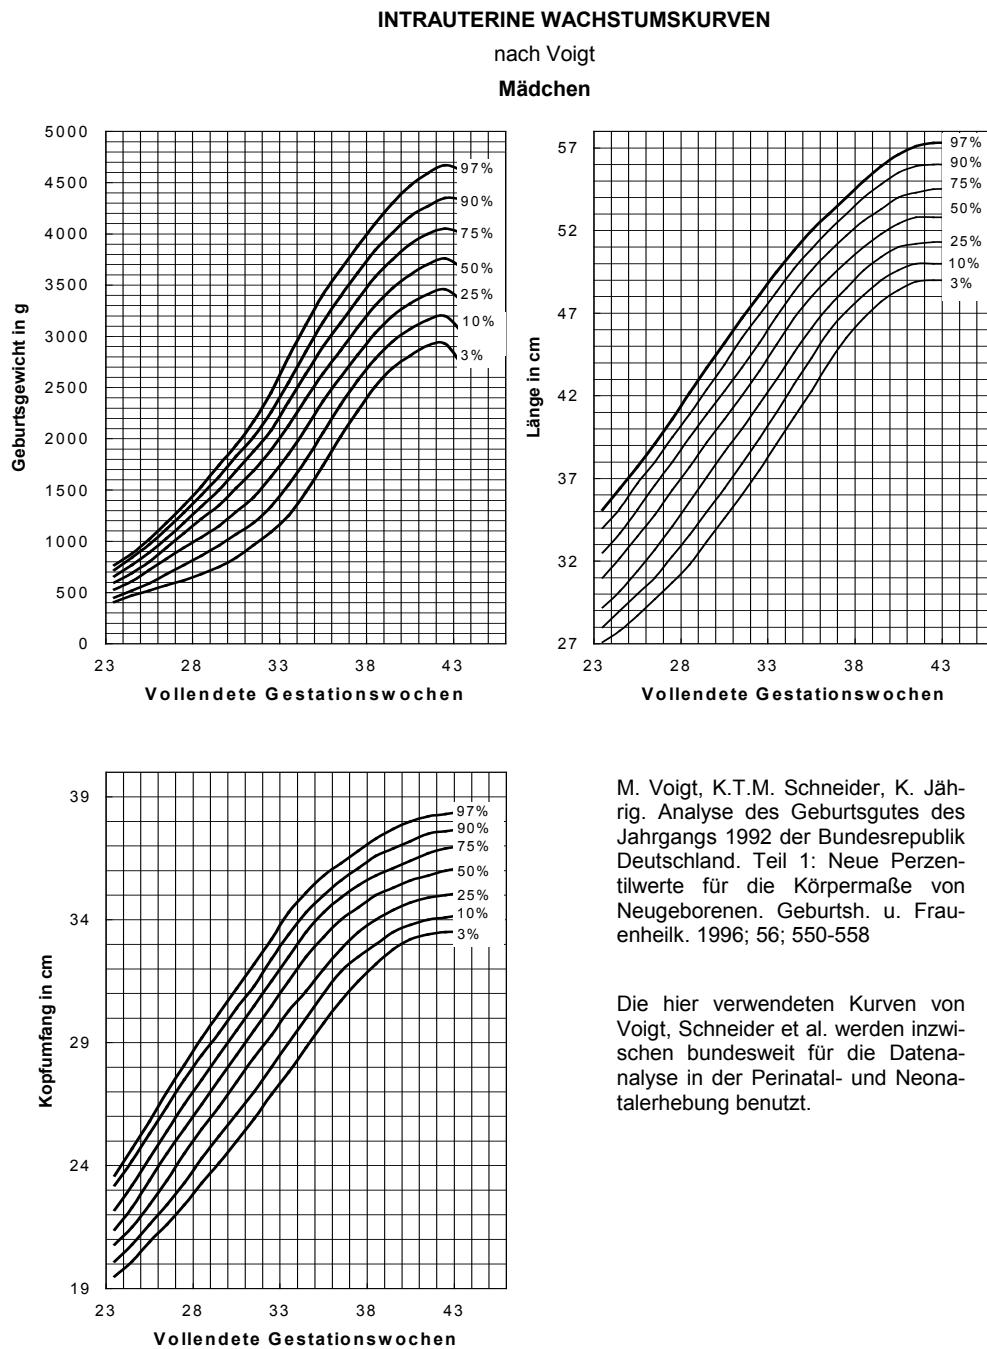 INTRAUTERINE WACHSTUMSKURVEN
nach Voigt
Mädchen
Geburtsgewicht in g
5000
4500
4000
3500
3000
2500
2000
1500
1000
500
0
97%
90%
75%
50%
25%
10%
3%
23 28 33 38 43
Vollendete Gestationswochen
Länge in cm
57
52
47
42
37
32
27
97%
90%
75%
50%
25%
10%
3%
23 28 33 38 43
Vollendete Gestationswochen
Kopfumfang in cm
39
34
29
24
19
97%
90%
75%
50%
25%
10%
3%
23 28 33 38 43
Vollendete Gestationswochen
M. Voigt, K.T.M. Schneider, K. Jäh-
rig. Analyse des Geburtsgutes des
Jahrgangs 1992 der Bundesrepublik
Deutschland. Teil 1: Neue Perzen-
tilwerte für die Körpermaße von
Neugeborenen. Geburtsh. u. Frau-
enheilk. 1996; 56; 550-558
Die hier verwendeten Kurven von
Voigt, Schneider et al. werden inzwi-
schen bundesweit für die Datena-
nalyse in der Perinatal- und Neona-
talerhebung benutzt.